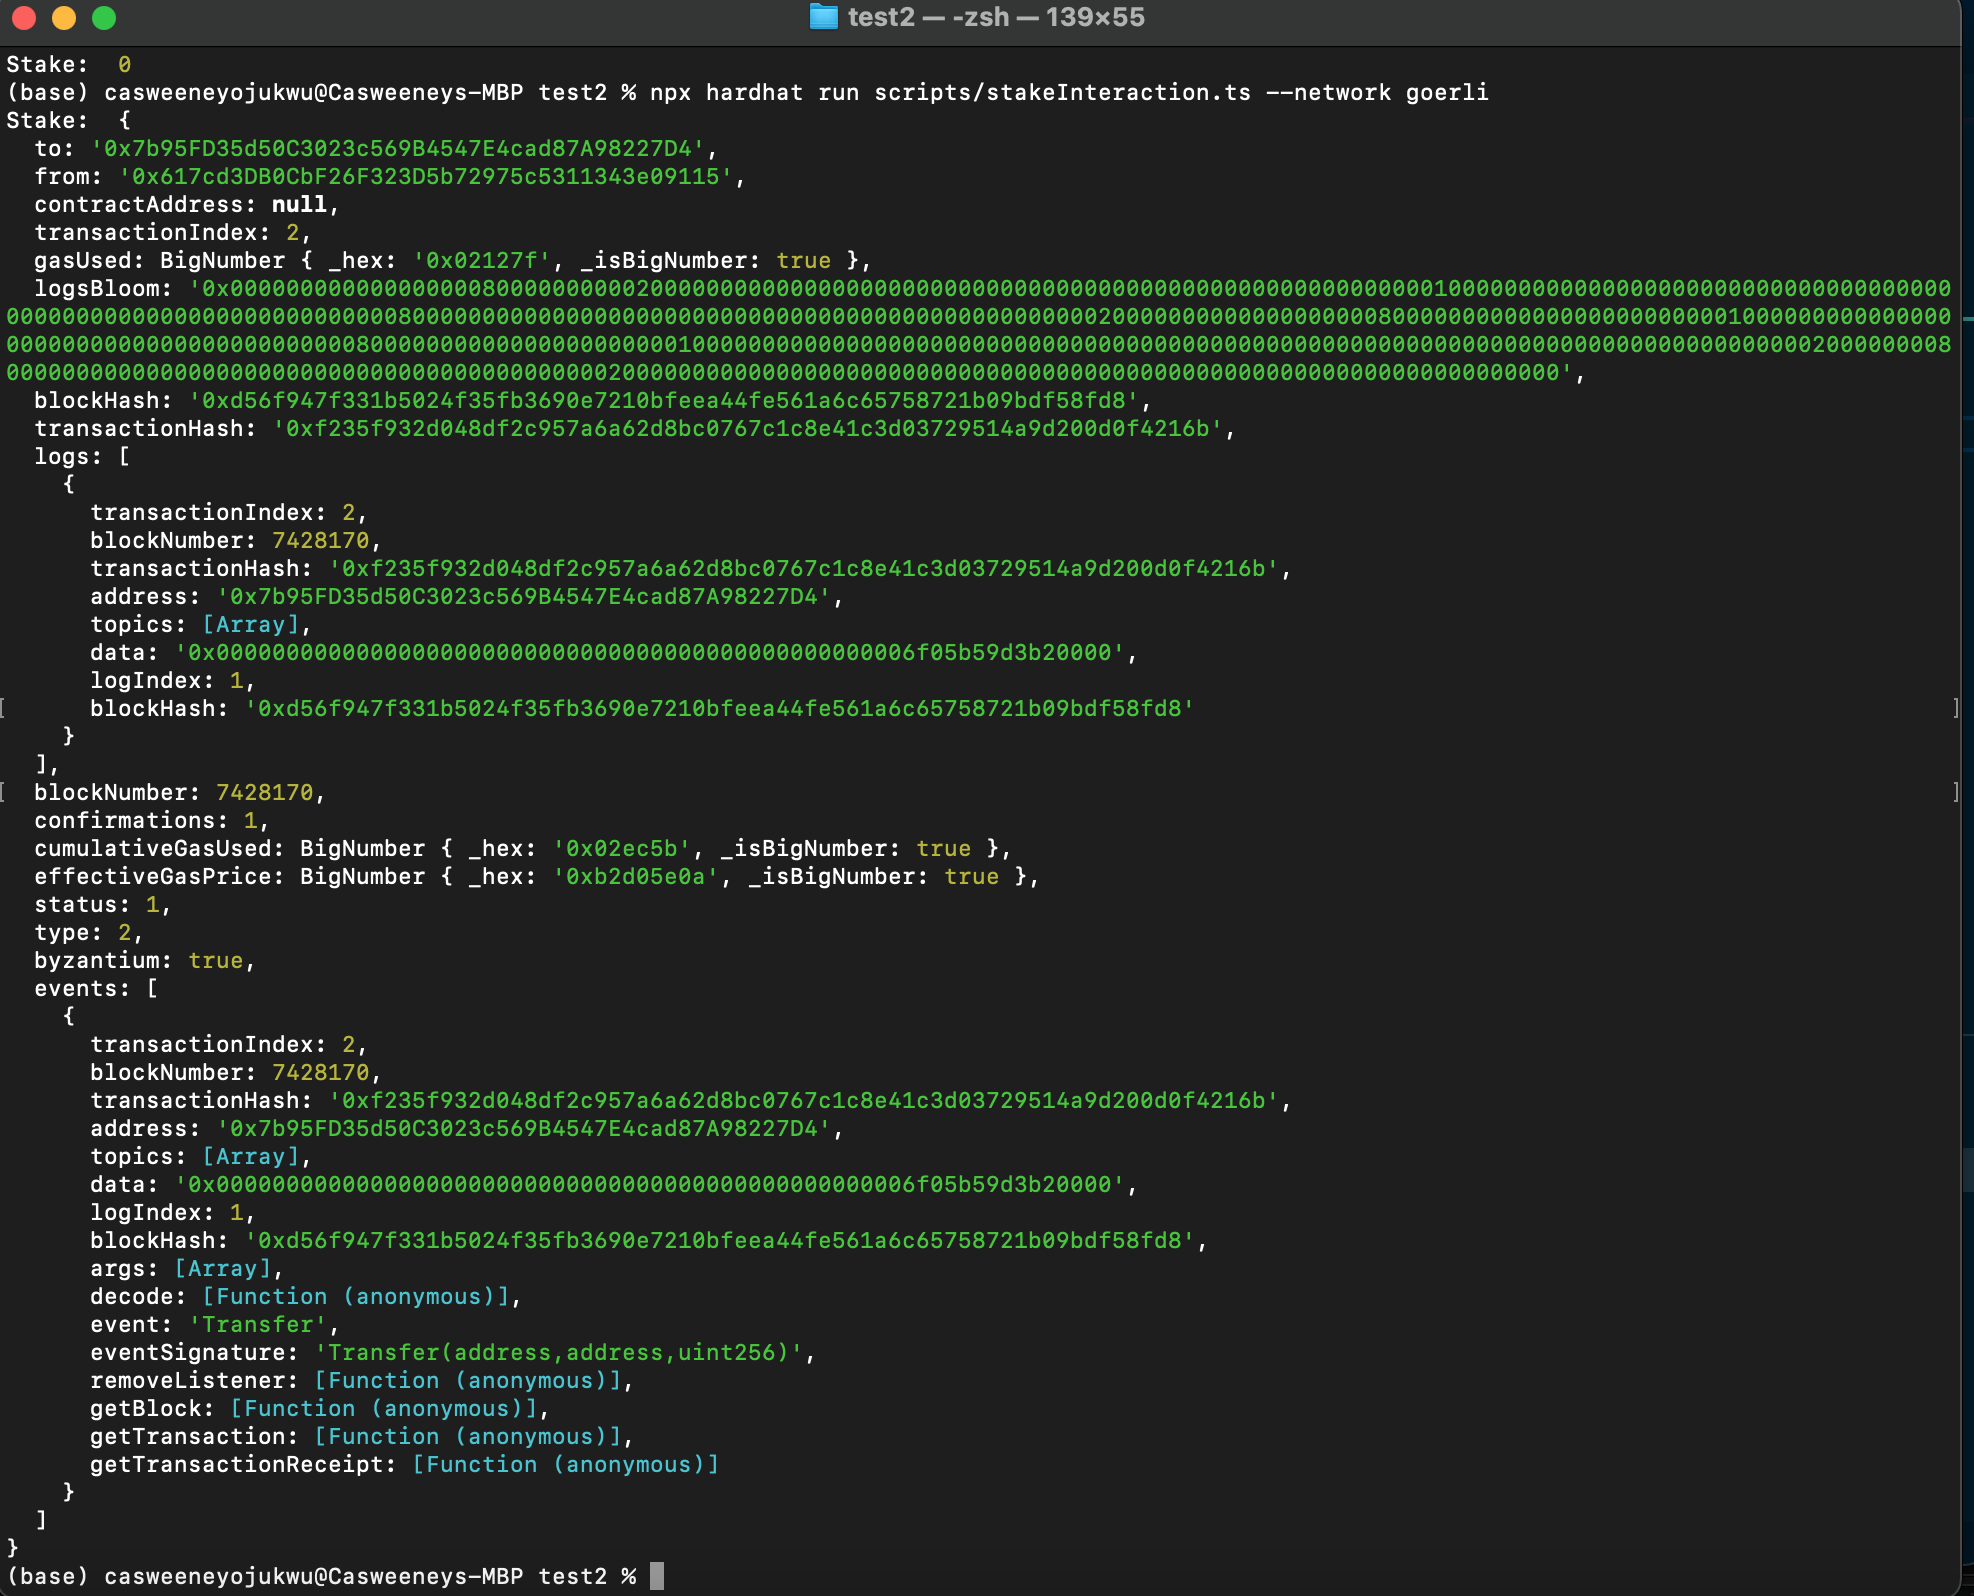 test2 — -zsh — 139×55
Stake:  0
(base) casweeneyojukwu@Casweeneys-MBP test2 % npx hardhat run scripts/stakeInteraction.ts --network goerli
Stake:  {
  to: '0x7b95FD35d50C3023c569B4547E4cad87A98227D4',
  from: '0x617cd3DB0CbF26F323D5b72975c5311343e09115',
  contractAddress: null,
  transactionIndex: 2,
  gasUsed: BigNumber { _hex: '0x02127f', _isBigNumber: true },
  logsBloom: '0x000000000000000000800000000002000000000000000000000000000000000000000000000000000000001000000000000000000000000000000000000
0000000000000000000000000000800000000000000000000000000000000000000000000000002000000000000000000080000000000000000000000001000000000000000
0000000000000000000000000800000000000000000000001000000000000000000000000000000000000000000000000000000000000000000000000000000002000000008
000000000000000000000000000000000000000000020000000000000000000000000000000000000000000000000000000000000000000',
  blockHash: '0xd56f947f331b5024f35fb3690e7210bfeea44fe561a6c65758721b09bdf58fd8',
  transactionHash: '0xf235f932d048df2c957a6a62d8bc0767c1c8e41c3d03729514a9d200d0f4216b',
  logs: [
    {
      transactionIndex: 2,
      blockNumber: 7428170,
      transactionHash: '0xf235f932d048df2c957a6a62d8bc0767c1c8e41c3d03729514a9d200d0f4216b',
      address: '0x7b95FD35d50C3023c569B4547E4cad87A98227D4',
      topics: [Array],
      data: '0x00000000000000000000000000000000000000000000000006f05b59d3b20000',
      logIndex: 1,
      blockHash: '0xd56f947f331b5024f35fb3690e7210bfeea44fe561a6c65758721b09bdf58fd8'
    }
  ],
  blockNumber: 7428170,
  confirmations: 1,
  cumulativeGasUsed: BigNumber { _hex: '0x02ec5b', _isBigNumber: true },
  effectiveGasPrice: BigNumber { _hex: '0xb2d05e0a', _isBigNumber: true },
  status: 1,
  type: 2,
  byzantium: true,
  events: [
    {
      transactionIndex: 2,
      blockNumber: 7428170,
      transactionHash: '0xf235f932d048df2c957a6a62d8bc0767c1c8e41c3d03729514a9d200d0f4216b',
      address: '0x7b95FD35d50C3023c569B4547E4cad87A98227D4',
      topics: [Array],
      data: '0x00000000000000000000000000000000000000000000000006f05b59d3b20000',
      logIndex: 1,
      blockHash: '0xd56f947f331b5024f35fb3690e7210bfeea44fe561a6c65758721b09bdf58fd8',
      args: [Array],
      decode: [Function (anonymous)],
      event: 'Transfer',
      eventSignature: 'Transfer(address,address,uint256)',
      removeListener: [Function (anonymous)],
      getBlock: [Function (anonymous)],
      getTransaction: [Function (anonymous)],
      getTransactionReceipt: [Function (anonymous)]
    }
  ]
}
(base) casweeneyojukwu@Casweeneys-MBP test2 %